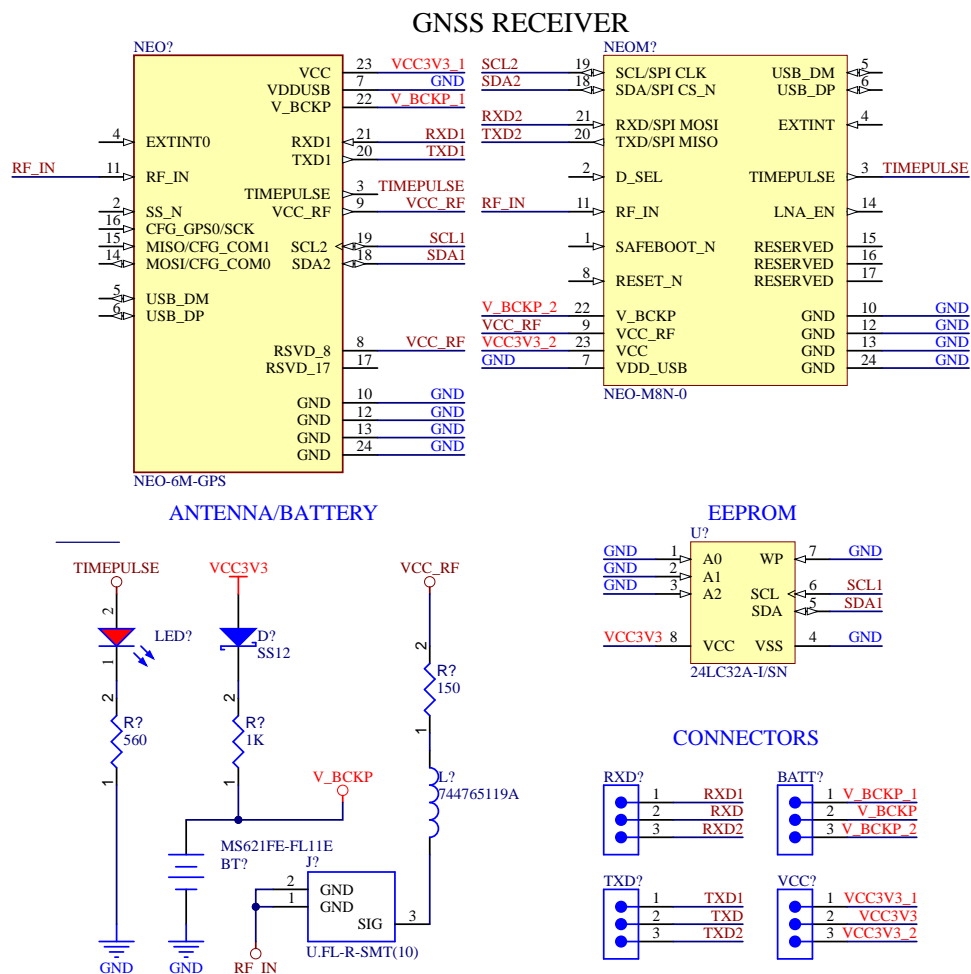 GNSS RECEIVER
NEO?
VCC 23 VCC3V3_1
VDDUSB 7 GND
V_BCKP 22 V_BCKP_1
4 EXTINT0 RXD1 21 RXD1
TXD1 20 TXD1
RF_IN 11 RF_IN
TIMEPULSE 3 TIMEPULSE
2 SS_N VCC_RF 9 VCC_RF
16 CFG_GPS0/SCK
15 MISO/CFG_COM1 SCL2 19 SCL1
14 MOSI/CFG_COM0 SDA2 18 SDA1
5 USB_DM
6 USB_DP
RSVD_8 8 VCC_RF
RSVD_17 17
GND 10 GND
GND 12 GND
GND 13 GND
GND 24 GND
NEO-6M-GPS
NEOM?
SCL2 19 SCL/SPI CLK USB_DM 5
SDA2 18 SDA/SPI CS_N USB_DP 6
RXD2 21 RXD/SPI MOSI EXTINT 4
TXD2 20 TXD/SPI MISO
2 D_SEL TIMEPULSE 3 TIMEPULSE
RF_IN 11 RF_IN LNA_EN 14
1 SAFEBOOT_N RESERVED 15
RESERVED 16
8 RESET_N RESERVED 17
V_BCKP_2 22 V_BCKP GND 10 GND
VCC_RF 9 VCC_RF GND 12 GND
VCC3V3_2 23 VCC GND 13 GND
GND 7 VDD_USB GND 24 GND
NEO-M8N-0
ANTENNA/BATTERY
TIMEPULSE
2
LED?
1
2
R?
560
1
GND
VCC3V3
D?
SS12
2
R?
1K
1
V_BCKP
MS621FE-FL11E
BT?
GND
VCC_RF
2
R?
150
1
L?
744765119A
J?
2 GND
1 GND
SIG 3
U.FL-R-SMT(10)
RF_IN
EEPROM
U?
GND 1 A0 WP 7 GND
GND 2 A1
GND 3 A2 SCL 6 SCL1
SDA 5 SDA1
VCC3V3 8 VCC VSS 4 GND
24LC32A-I/SN
CONNECTORS
RXD?
1 RXD1
2 RXD
3 RXD2
BATT?
1 V_BCKP_1
2 V_BCKP
3 V_BCKP_2
TXD?
1 TXD1
2 TXD
3 TXD2
VCC?
1 VCC3V3_1
2 VCC3V3
3 VCC3V3_2